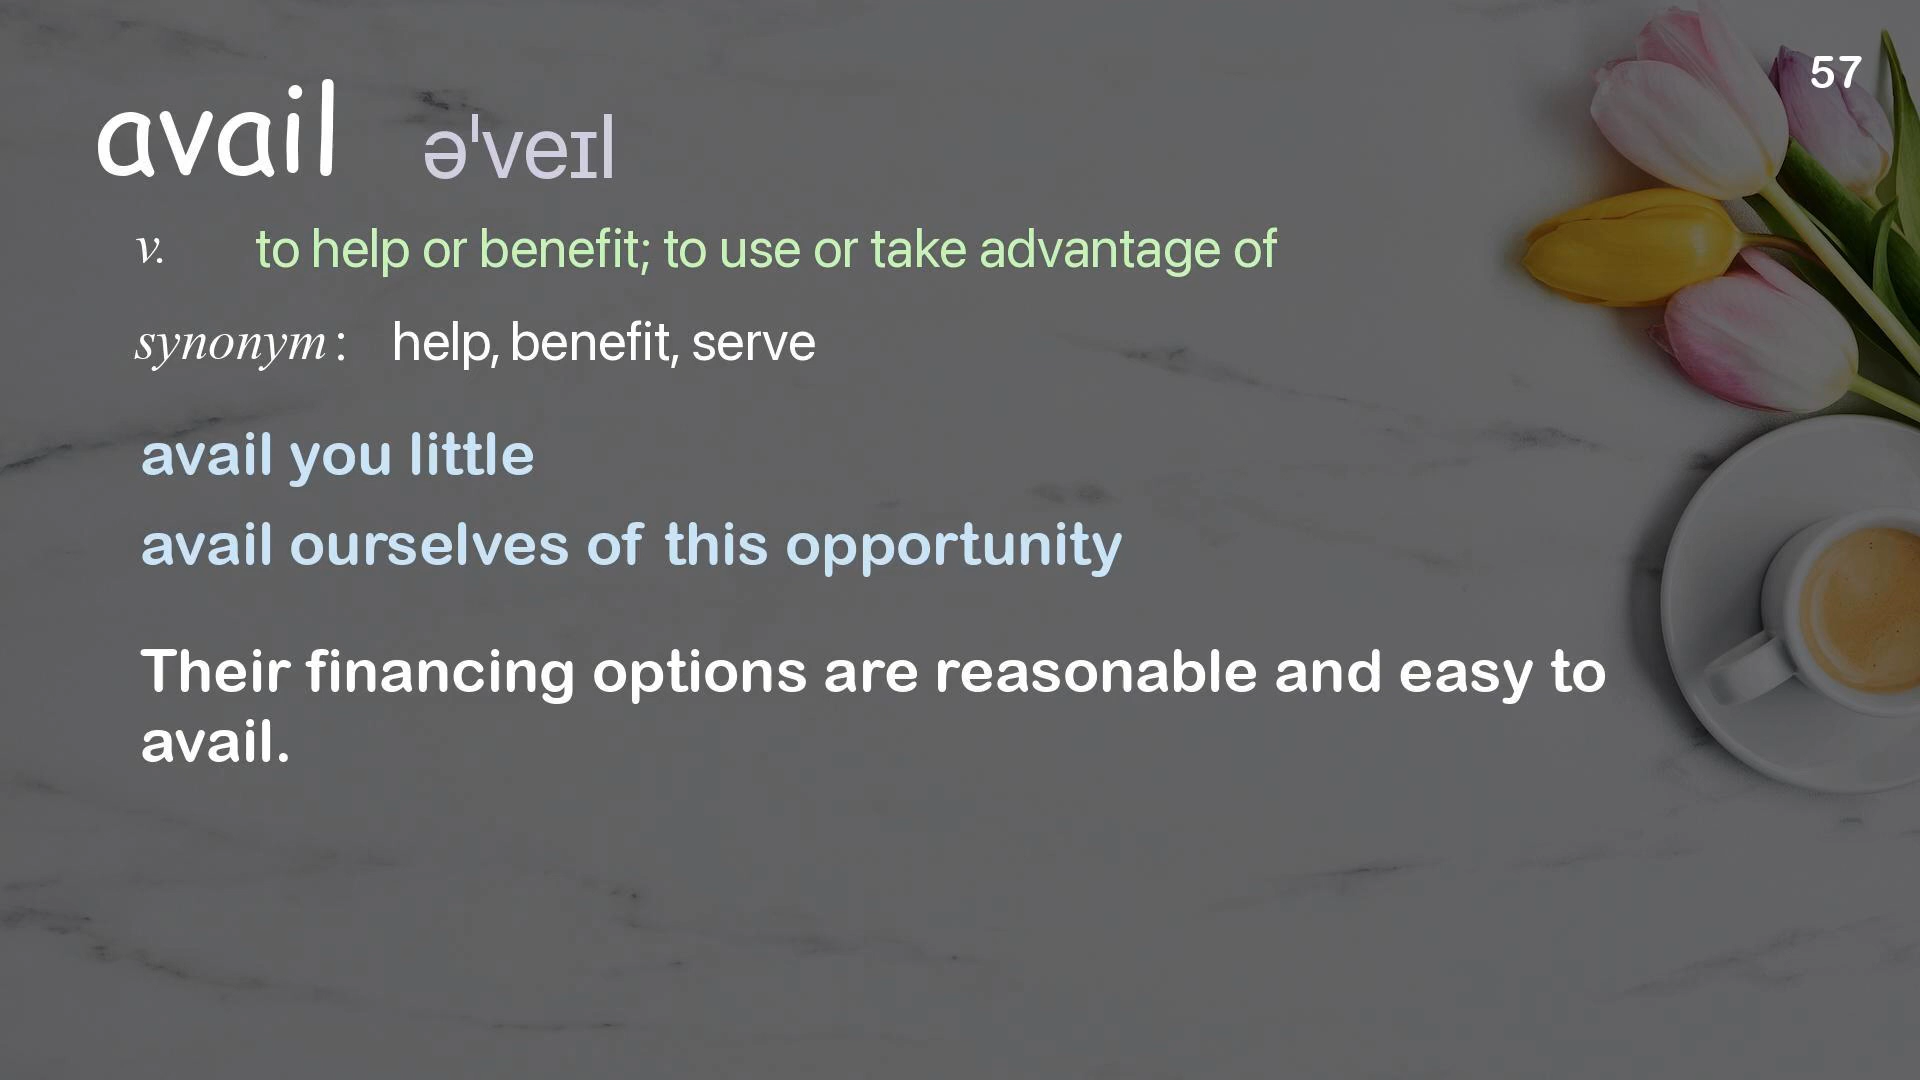 57
avail əˈveɪl
v. to help or benefit; to use or take advantage of
synonym : help, benefit, serve
avail you little
avail ourselves of this opportunity
Their financing options are reasonable and easy to
avail.